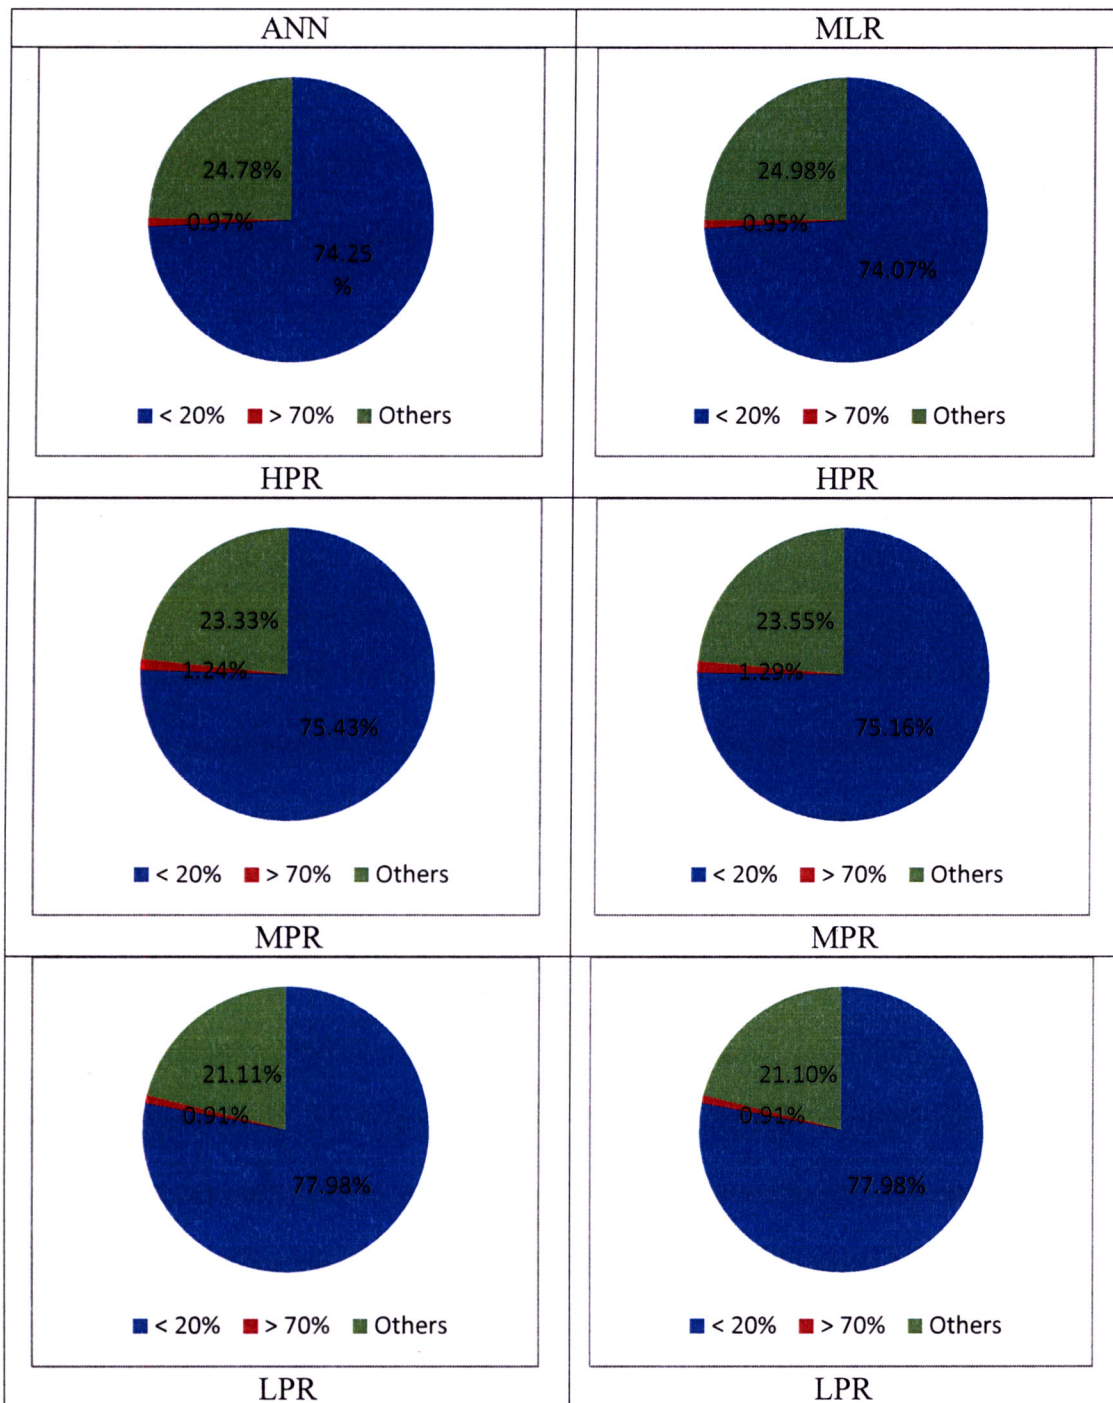 ANN MLR
24.78% 24.98%
0.97% 0.95%
74.25
% 74.07%
< 20% > 70% Others < 20% > 70% Others
HPR HPR
23.33% 23.55%
1.24% 1.29%
75.43% 75.16%
< 20% > 70% Others < 20% > 70% Others
MPR MPR
21.11% 21.10%
0.91% 0.91%
77.98% 77.98%
< 20% > 70% Others < 20% > 70% Others
LPR LPR